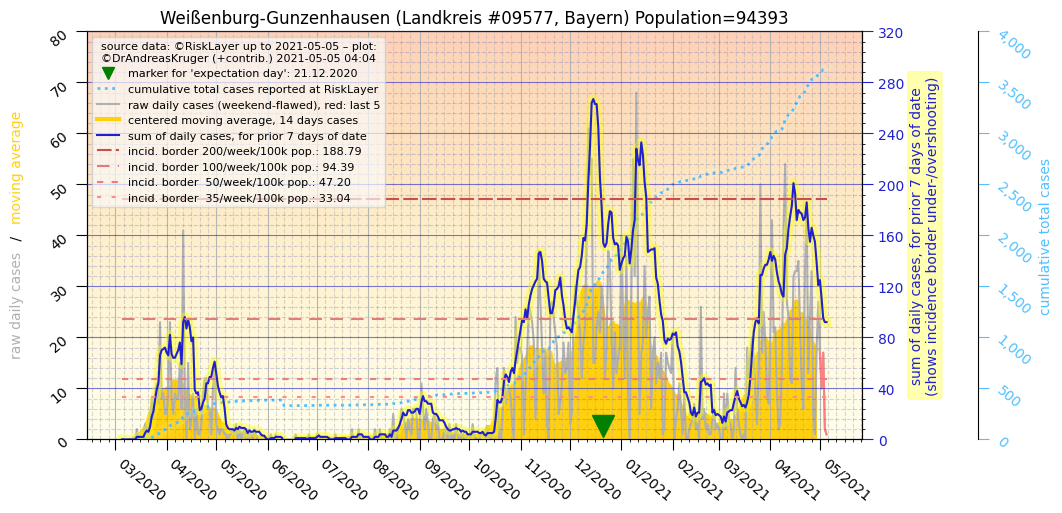 Weißenburg-Gunzenhausen (Landkreis #09577, Bayern) Population=94393
source data: ©RiskLayer up to 2021-05-05 – plot:
©DrAndreasKruger (+contrib.) 2021-05-05 04:04
marker for 'expectation day': 21.12.2020
cumulative total cases reported at RiskLayer
raw daily cases (weekend-flawed), red: last 5
centered moving average, 14 days cases
sum of daily cases, for prior 7 days of date
incid. border 200/week/100k pop.: 188.79
incid. border 100/week/100k pop.: 94.39
incid. border  50/week/100k pop.: 47.20
incid. border  35/week/100k pop.: 33.04
raw daily cases / moving average
80
70
60
50
40
30
20
10
0
03/2020
04/2020
05/2020
06/2020
07/2020
08/2020
09/2020
10/2020
11/2020
12/2020
01/2021
02/2021
03/2021
04/2021
05/2021
320
280
240
200
160
120
80
40
0
sum of daily cases, for prior 7 days of date
(shows incidence border under-/overshooting)
4,000
3,500
3,000
2,500
2,000
1,500
1,000
500
0
cumulative total cases